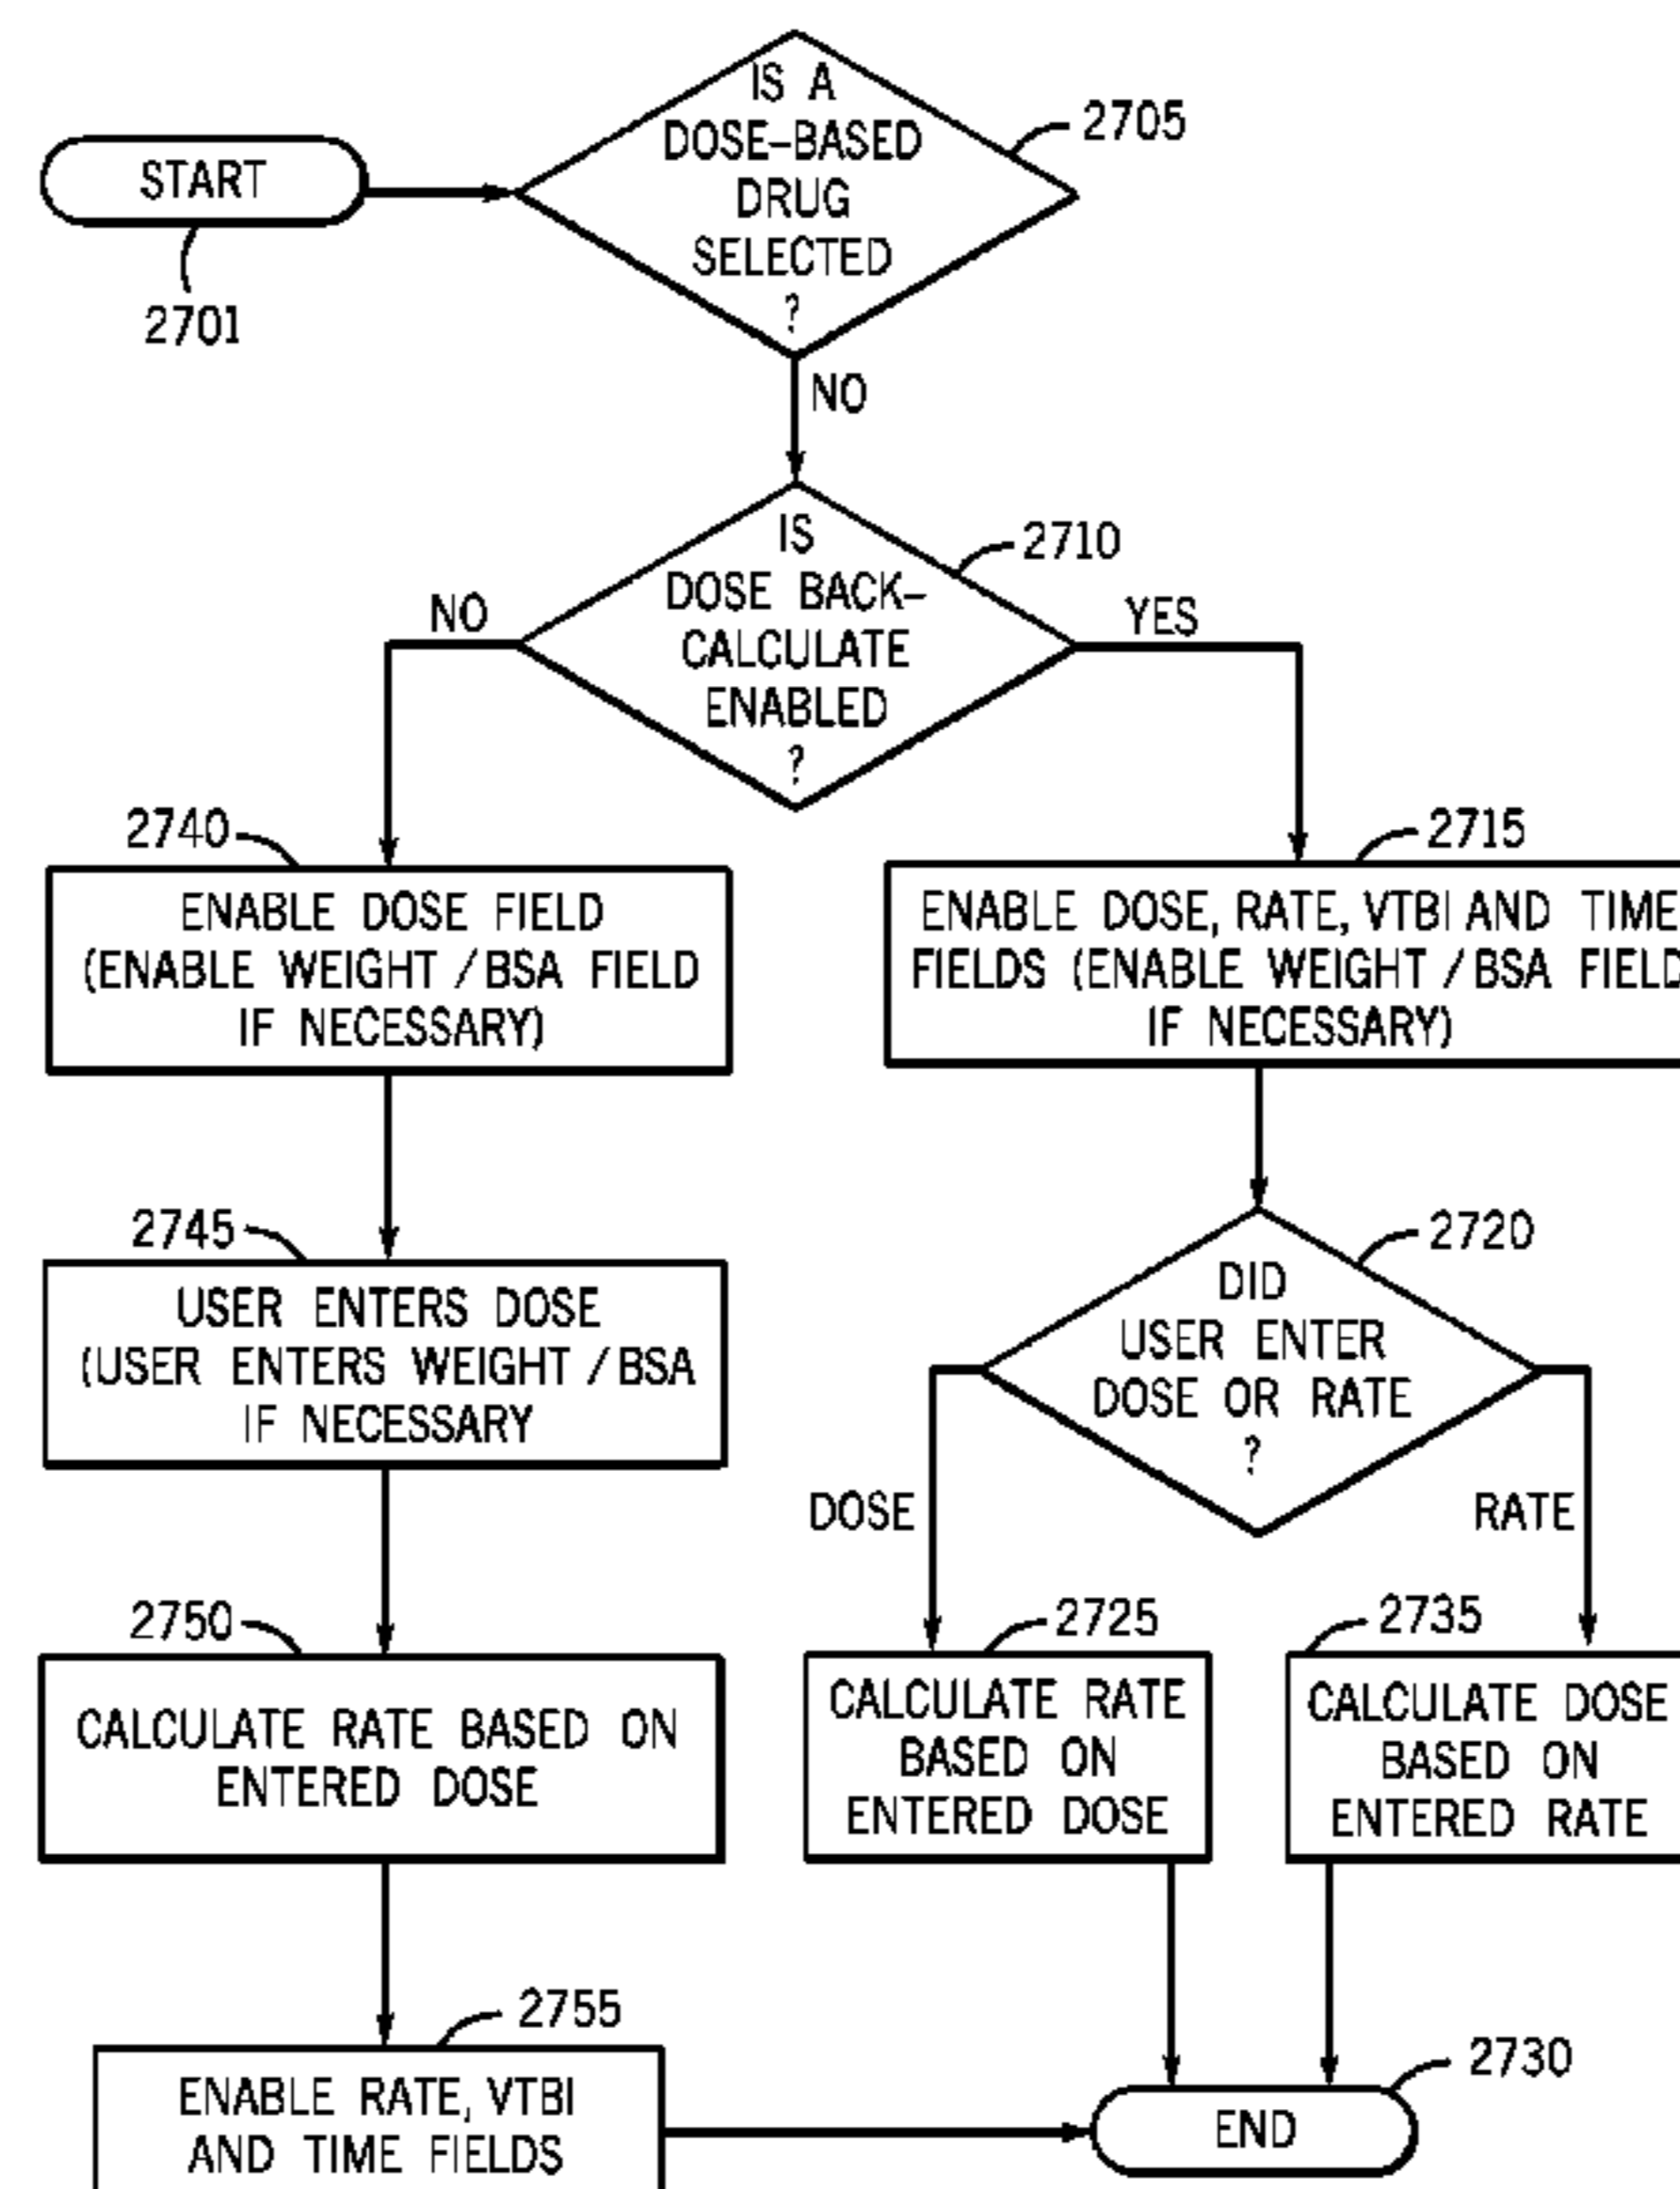 IS A
DOSE-BASED
DRUG
SELECTED
?
2705
START
2701
NO
IS
DOSE BACK-
CALCULATE
ENABLED
?
2710
NO
YES
2740
ENABLE DOSE FIELD
(ENABLE WEIGHT / BSA FIELD
IF NECESSARY)
2715
ENABLE DOSE, RATE, VTBI AND TIME
FIELDS (ENABLE WEIGHT / BSA FIELD
IF NECESSARY)
2745
USER ENTERS DOSE
(USER ENTERS WEIGHT / BSA
IF NECESSARY
2720
DID
USER ENTER
DOSE OR RATE
?
DOSE
RATE
2750
CALCULATE RATE BASED ON
ENTERED DOSE
2725
CALCULATE RATE
BASED ON
ENTERED DOSE
2735
CALCULATE DOSE
BASED ON
ENTERED RATE
2755
ENABLE RATE, VTBI
AND TIME FIELDS
2730
END